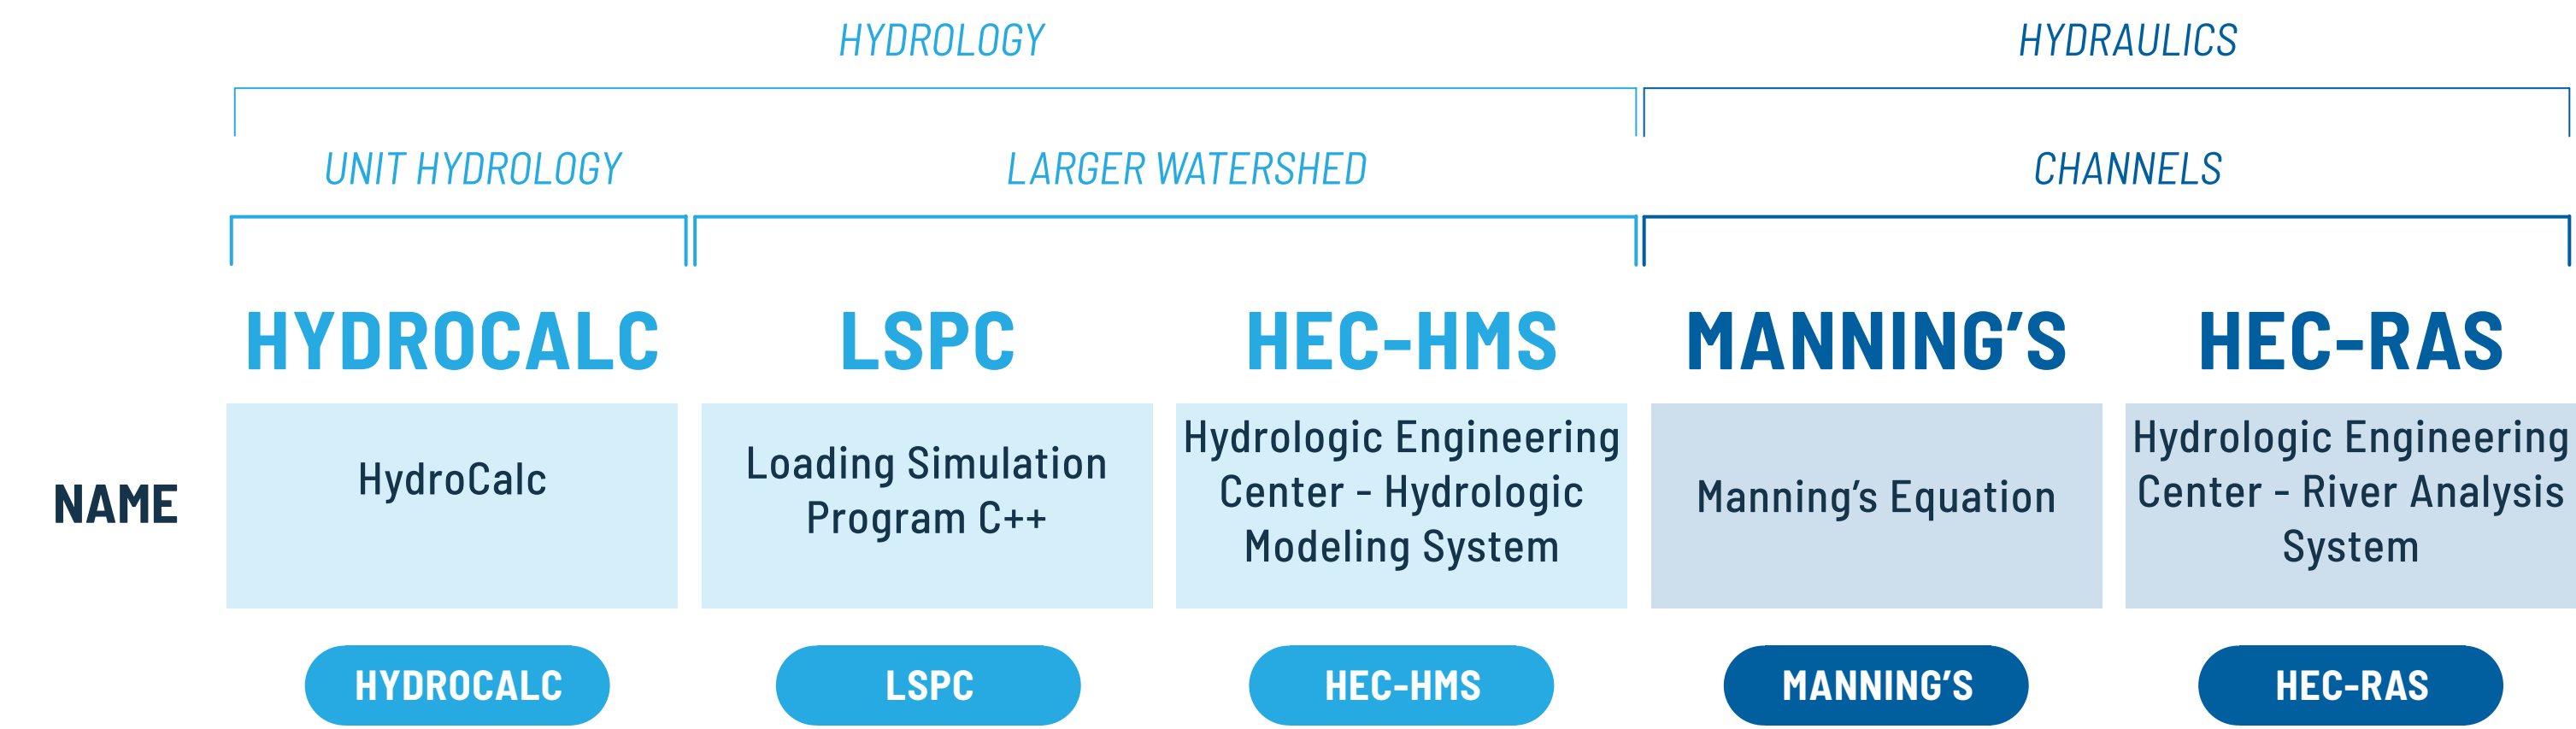 HYDROLOGY
HYDRAULICS
UNIT HYDROLOGY
LARGER WATERSHED
CHANNELS
HYDROCALC
LSPC
HEC-HMS
MANNING’S
HEC-RAS
NAME
HydroCalc
Loading Simulation
Program C++
Hydrologic Engineering
Center - Hydrologic
Modeling System
Manning’s Equation
Hydrologic Engineering
Center - River Analysis
System
HYDROCALC
LSPC
HEC-HMS
MANNING’S
HEC-RAS